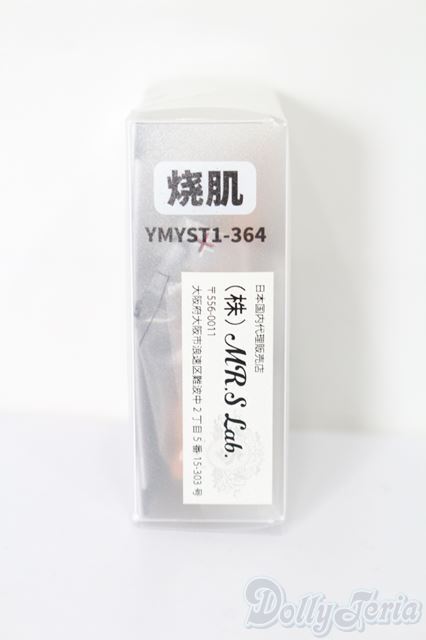 烧肌
YMYST1-364
日本国内代理販売店
（株）MR.S Lab.
〒556-0011
大阪府大阪市浪速区難波中2丁目5番15-303号
DollyTeria